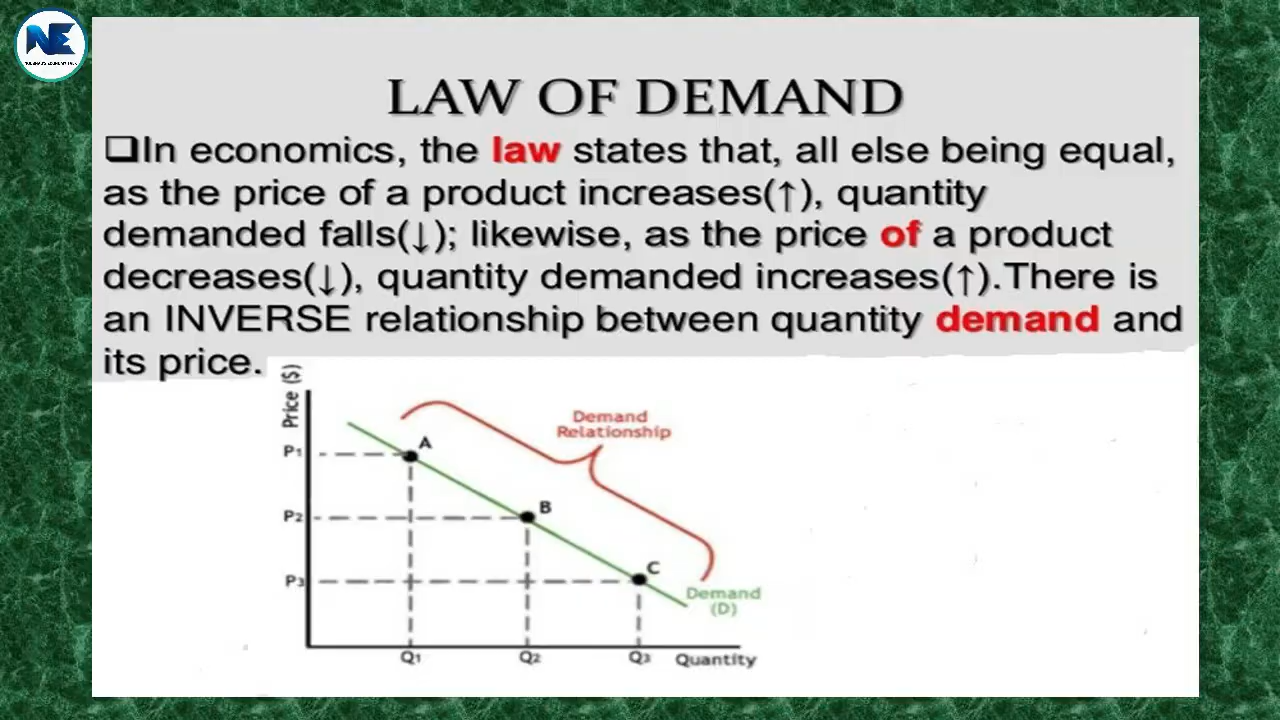 NE
LAW OF DEMAND
❑In economics, the law states that, all else being equal,
as the price of a product increases(↑), quantity
demanded falls(↓); likewise, as the price of a product
decreases(↓), quantity demanded increases(↑).There is
an INVERSE relationship between quantity demand and
its price.
Price ($)
Demand
Relationship
A
P1
B
P2
C
P3
Demand
(D)
Q1 Q2 Q3 Quantity